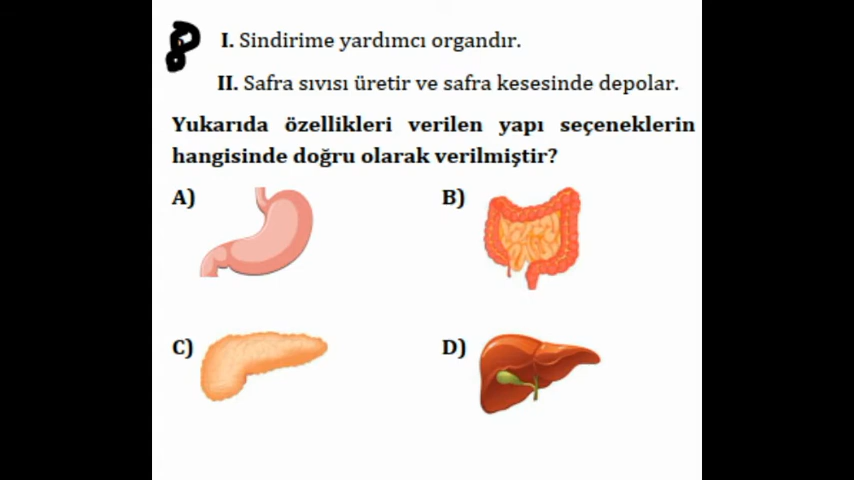 8
I. Sindirime yardımcı organdır.
II. Safra sıvısı üretir ve safra kesesinde depolar.
Yukarıda özellikleri verilen yapı seçeneklerin
hangisinde doğru olarak verilmiştir?
A)
B)
C)
D)